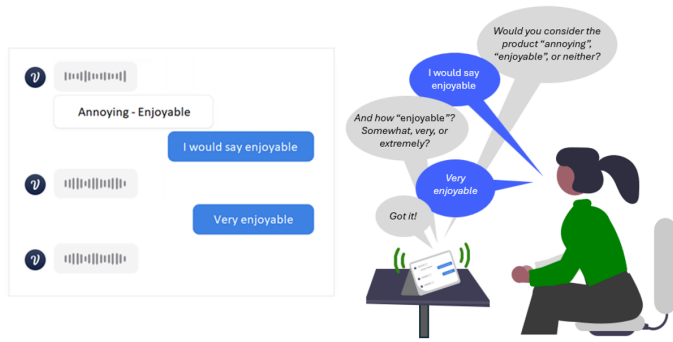 V
Annoying - Enjoyable
I would say enjoyable
V
Very enjoyable
V
Would you consider the
product “annoying”,
“enjoyable”, or neither?
I would say
enjoyable
And how “enjoyable”?
Somewhat, very, or
extremely?
Very
enjoyable
Got it!